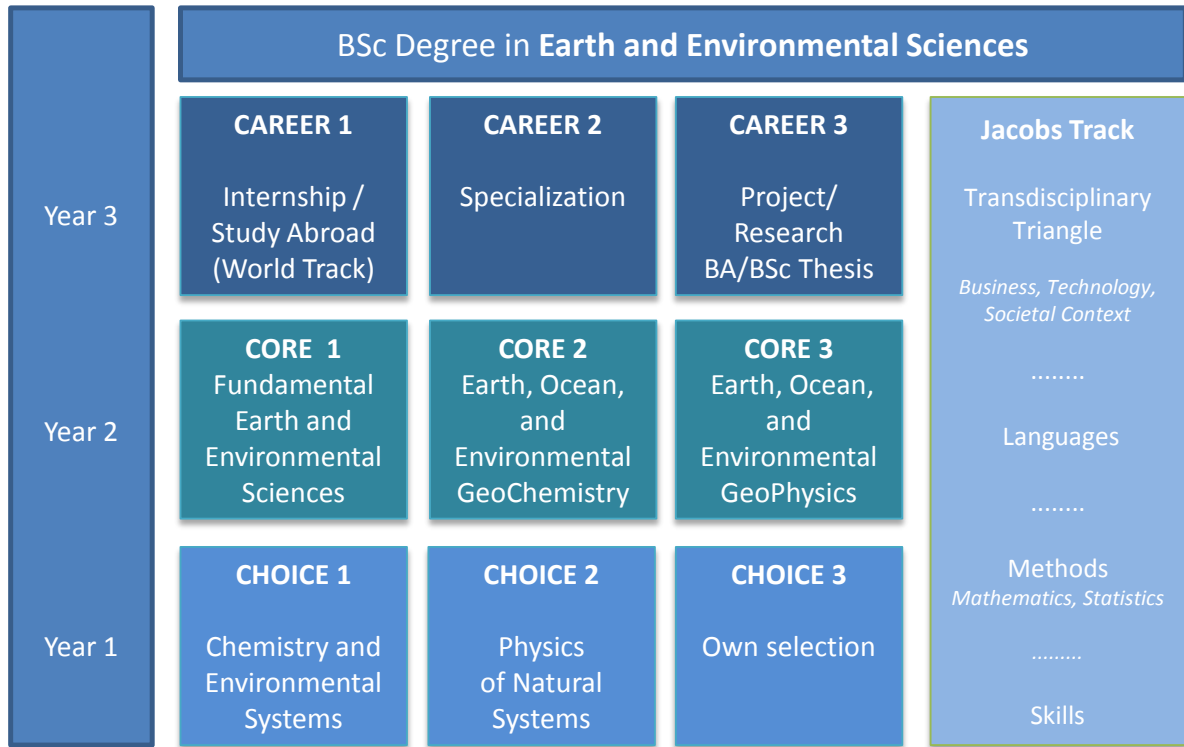 BSc Degree in Earth and Environmental Sciences
Year 3
CAREER 1
Internship /
Study Abroad
(World Track)
CAREER 2
Specialization
CAREER 3
Project/
Research
BA/BSc Thesis
Year 2
CORE  1
Fundamental
Earth and
Environmental
Sciences
CORE 2
Earth, Ocean,
and
Environmental
GeoChemistry
CORE 3
Earth, Ocean,
and
Environmental
GeoPhysics
Year 1
CHOICE 1
Chemistry and
Environmental
Systems
CHOICE 2
Physics
of Natural
Systems
CHOICE 3
Own selection
Jacobs Track
Transdisciplinary
Triangle
Business, Technology,
Societal Context
........
Languages
........
Methods
Mathematics, Statistics
.........
Skills